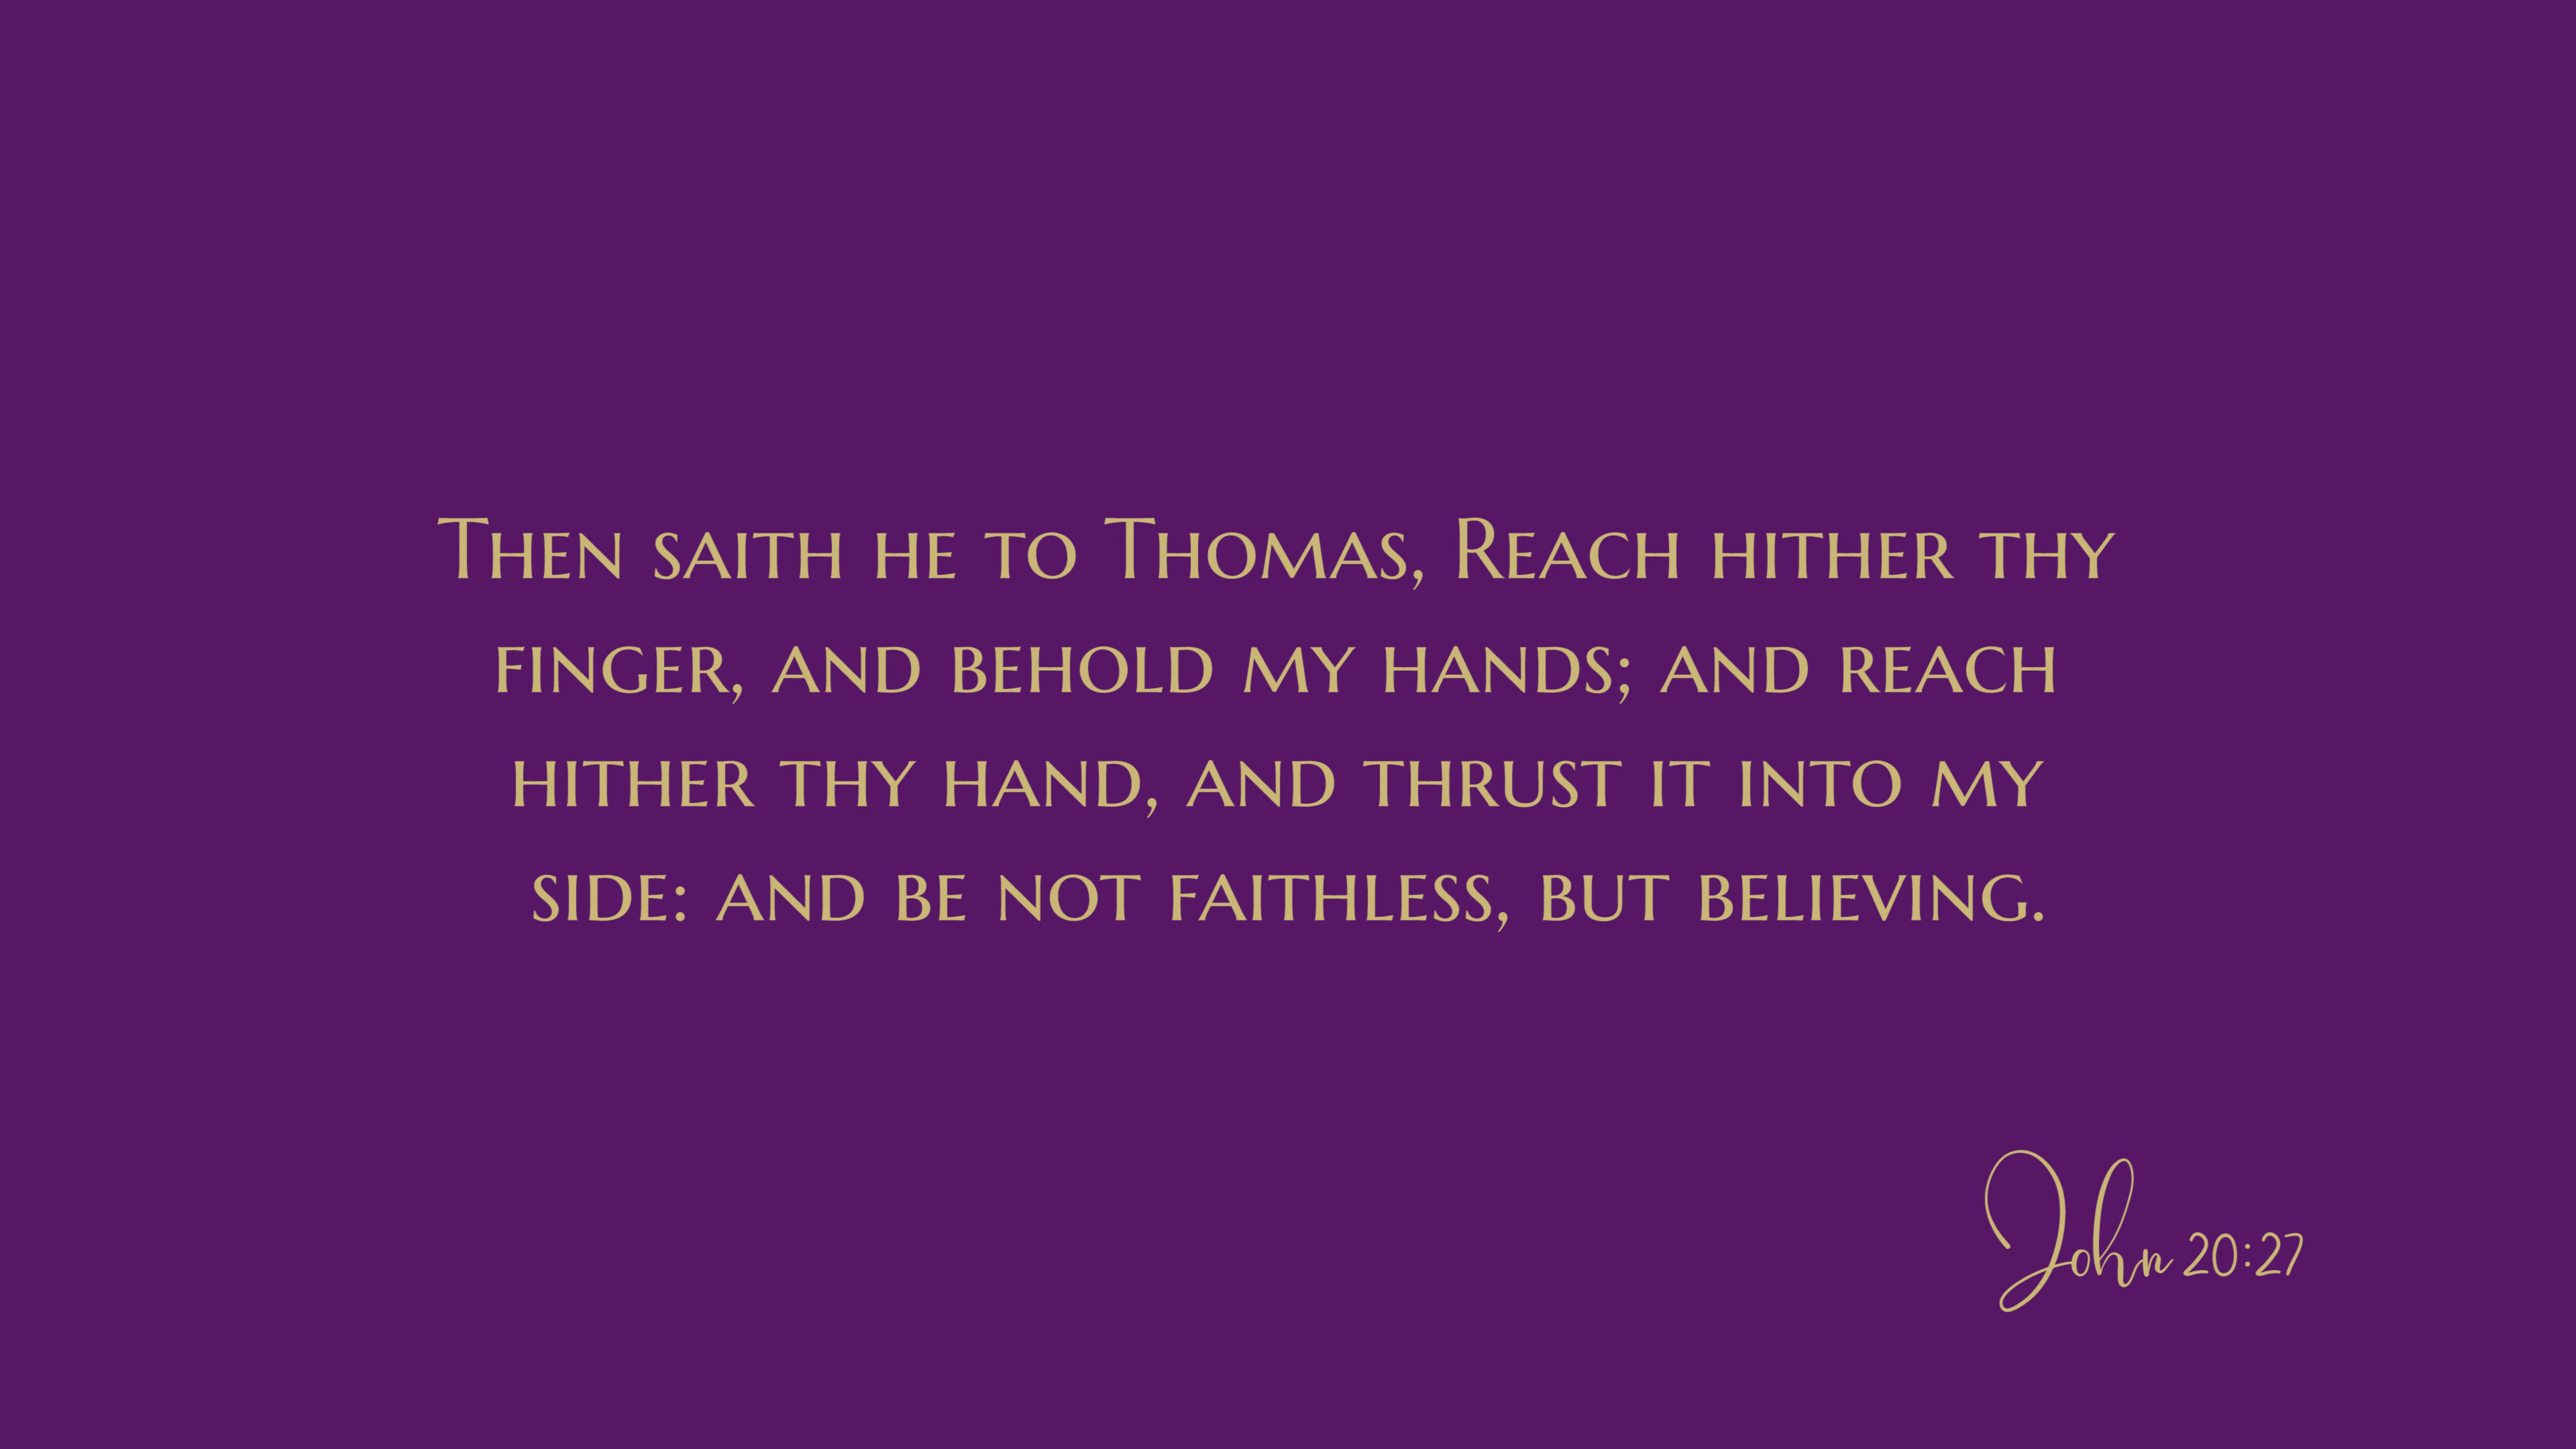 Then saith he to Thomas, Reach hither thy
finger, and behold my hands; and reach
hither thy hand, and thrust it into my
side: and be not faithless, but believing.
John 20:27